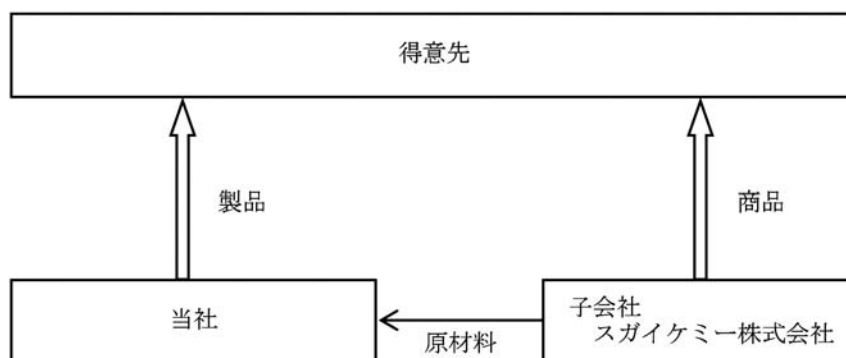 得意先
製品
商品
当社
原材料
子会社
スガイケミー株式会社